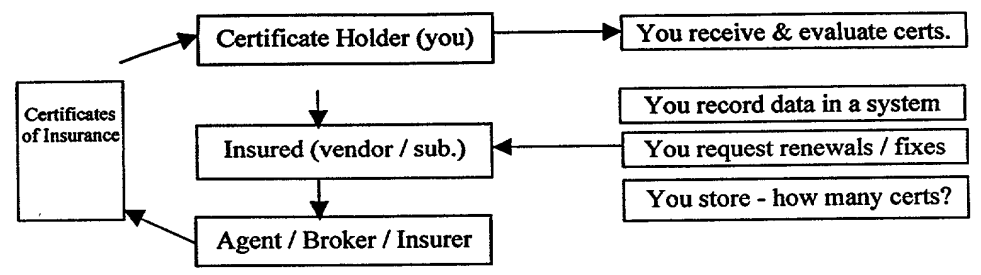 Certificate Holder (you)
You receive & evaluate certs.
Certificates
of Insurance
You record data in a system
Insured (vendor / sub.)
You request renewals / fixes
You store - how many certs?
Agent / Broker / Insurer